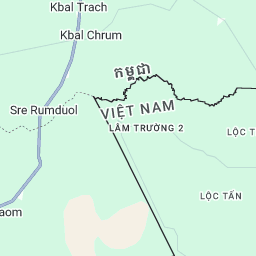 Kbal Trach
Kbal Chrum
កម្ពុជា
VIỆT NAM
Sre Rumduol
LÂM TRƯỜNG 2
LỘC T
LỘC TẤN
aom